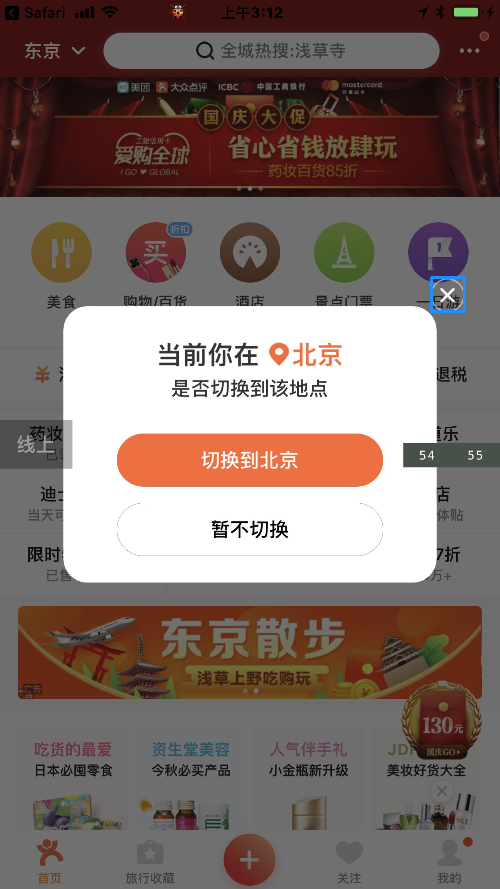 Safari
上午3:12
东京
全城热搜:浅草寺
美团 大众点评 ICBC 中国工商银行 mastercard
国庆大促
工银信用卡
爱购全球
I GO GLOBAL
省心省钱放肆玩
药妆百货85折
折扣
买
1
美食
购物/百货
酒店
景点门票
一日游
当前你在 北京
是否切换到该地点
退税
线上
切换到北京
54 55
店
当天可
体贴
暂不切换
限时
7折
已售
万+
东京散步
浅草上野吃购玩
广告
130元
国庆GO
吃货的最爱
日本必囤零食
资生堂美容
今秋必买产品
人气伴手礼
小金瓶新升级
美妆好货大全
首页
旅行收藏
关注
我的